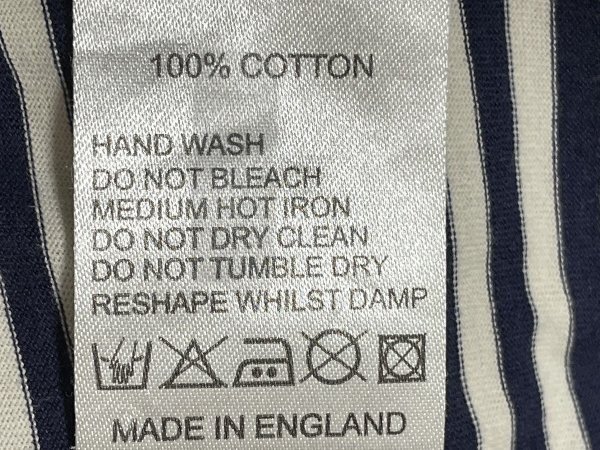 100% COTTON
HAND WASH
DO NOT BLEACH
MEDIUM HOT IRON
DO NOT DRY CLEAN
DO NOT TUMBLE DRY
RESHAPE WHILST DAMP
MADE IN ENGLAND